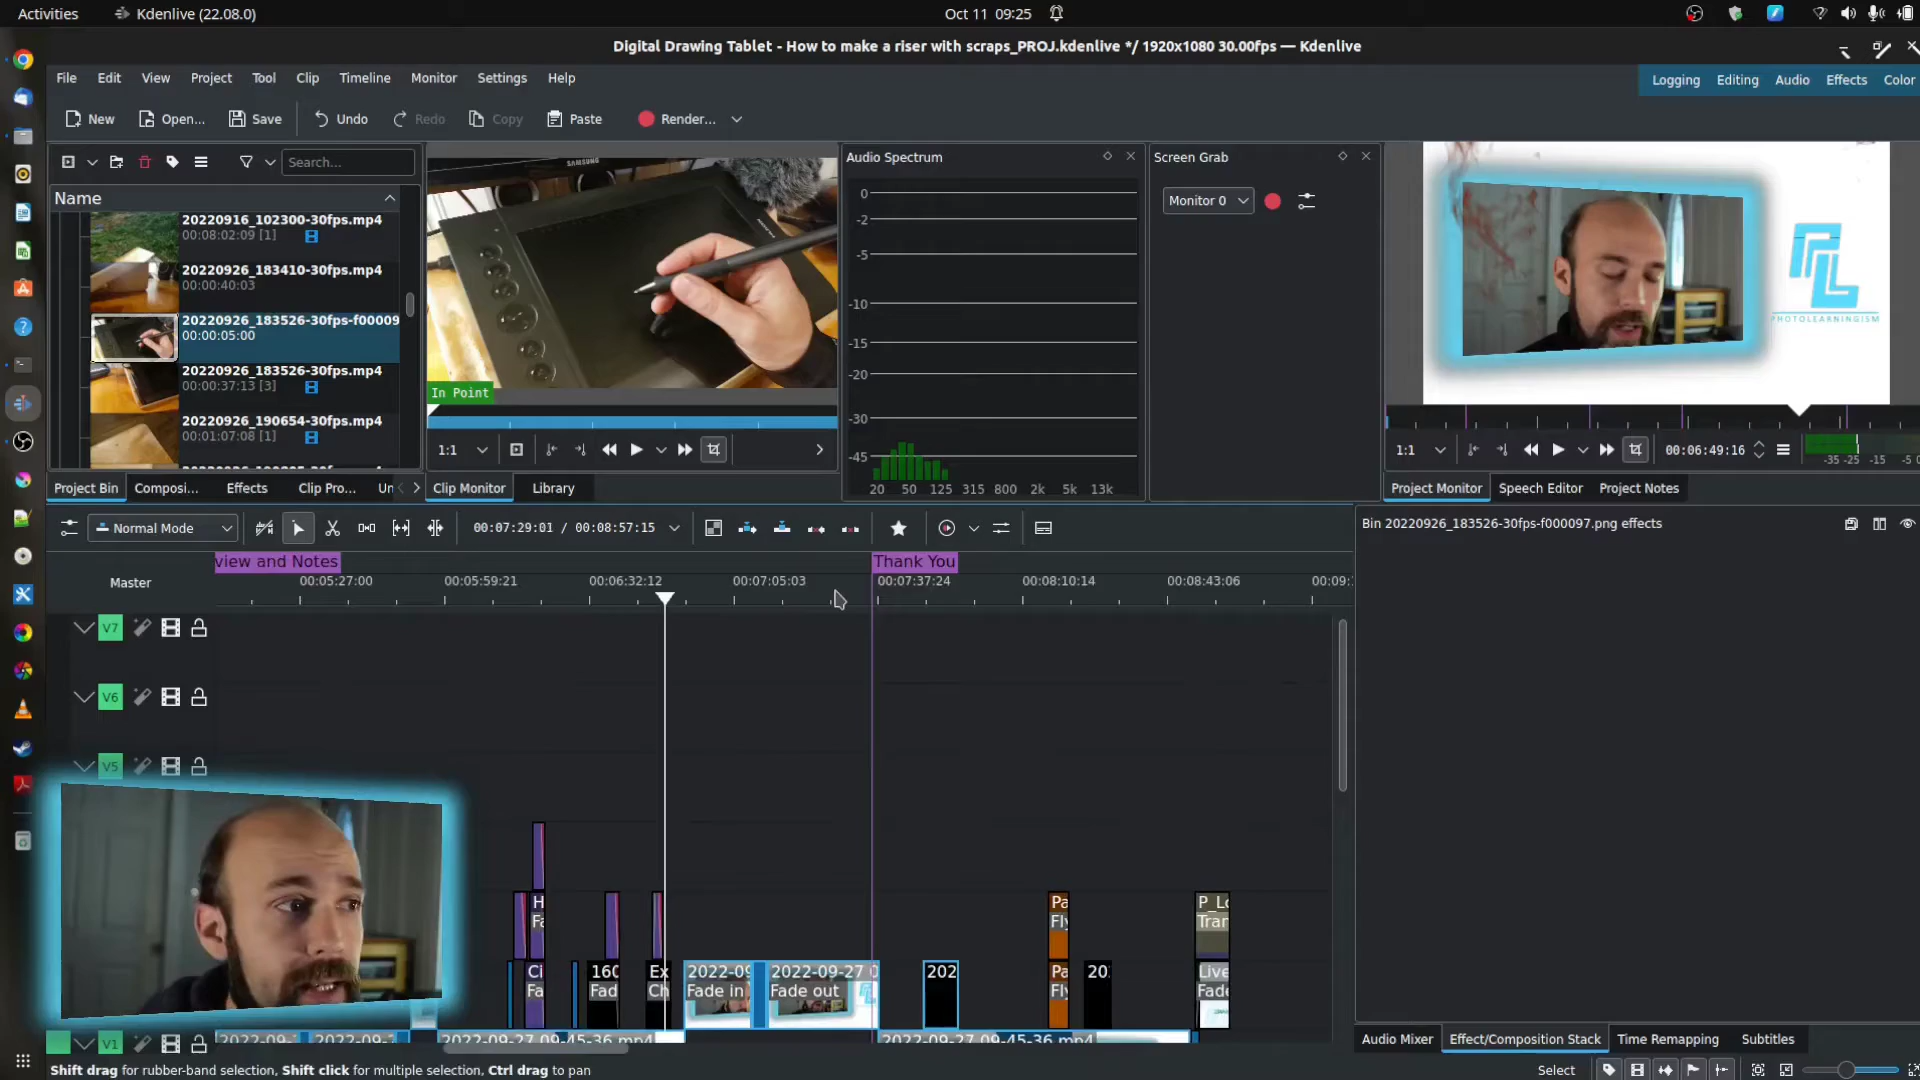 Activities
Kdenlive (22.08.0)
Oct 11 09:25
Digital Drawing Tablet - How to make a riser with scraps_PROJ.kdenlive */ 1920x1080 30.00fps — Kdenlive
File Edit View Project Tool Clip Timeline Monitor Settings Help
Logging Editing Audio Effects Color
New Open... Save Undo Redo Copy Paste Render...
Search...
Name
20220916_102300-30fps.mp4
00:08:02:09 [1]
20220926_183410-30fps.mp4
00:00:40:03
20220926_183526-30fps-f00009
00:00:05:00
20220926_183526-30fps.mp4
00:00:37:13 [3]
20220926_190654-30fps.mp4
00:01:07:08 [1]
SAMSUNG
In Point
1:1
Audio Spectrum
0
-2
-5
-10
-15
-20
-30
-45
20 50 125 315 800 2k 5k 13k
Screen Grab
Monitor 0
PHOTOLEARNINGISM
1:1
00:06:49:16
-35 -25 -15 -5 0
Project Bin Composi... Effects Clip Pro... Un
Clip Monitor Library
Project Monitor Speech Editor Project Notes
Normal Mode
00:07:29:01 / 00:08:57:15
Bin 20220926_183526-30fps-f000097.png effects
view and Notes
Thank You
Master
00:05:27:00 00:05:59:21 00:06:32:12 00:07:05:03 00:07:37:24 00:08:10:14 00:08:43:06 00:09:
V7
V6
V5
H
Fa
Pa
Fly
P_Lo
Tran
Ci
Fa
160
Fad
Ex
Ch
2022-09
Fade in
2022-09-27 0
Fade out
202
Pa
Fly
20
Live
Fade
V1
2022-09-27 09-45-36.mp4
2022-09-27 09-45-36.mp4
Audio Mixer Effect/Composition Stack Time Remapping Subtitles
Shift drag for rubber-band selection, Shift click for multiple selection, Ctrl drag to pan
Select